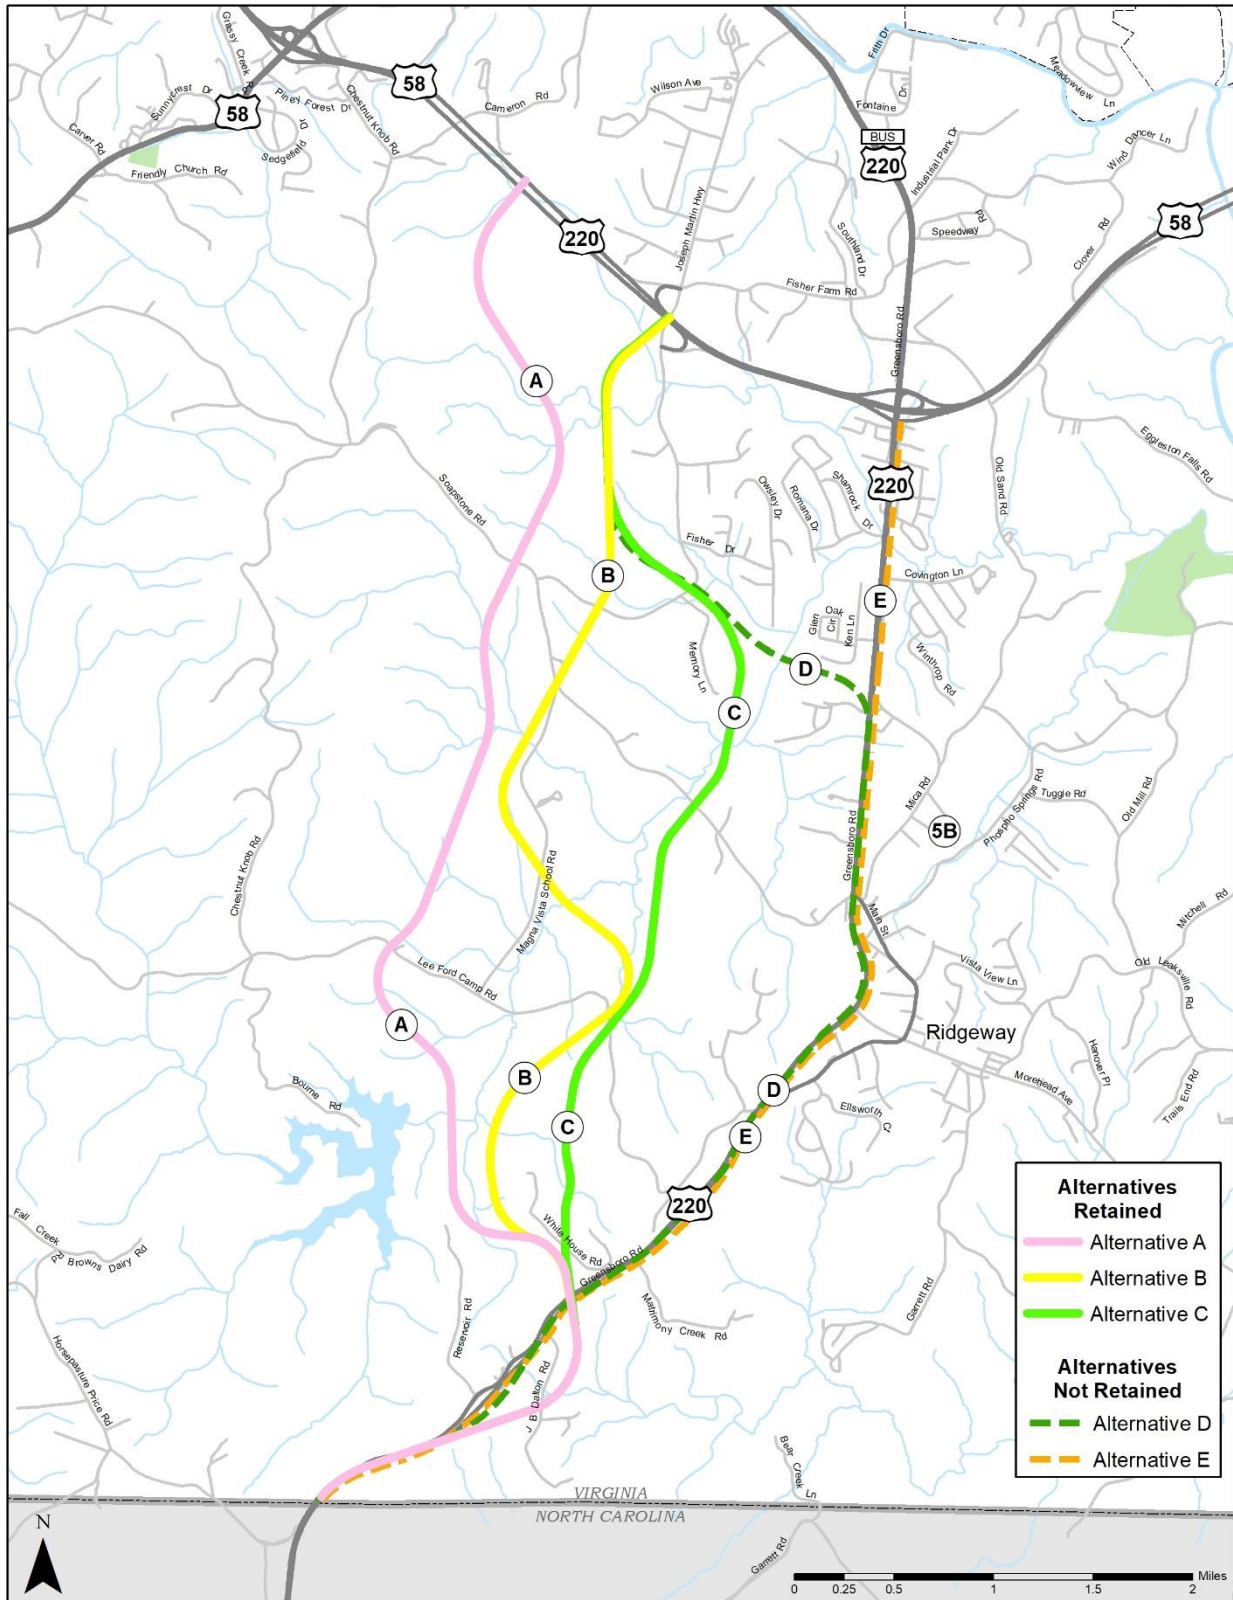 Grassy Creek Rd
58
Sunnycrest Dr
58
Piney Forest Dr
Chestnut Knob Rd
Cameron Rd
Wilson Ave
Frith Dr
Meadowview Ln
Fontaine Dr
Carver Rd
Sedgefield Dr
Friendly Church Rd
BUS
220
Industrial Park Dr
Wind Dancer Ln
220
Joseph Martin Hwy
Southland Dr
Speedway Rd
Clover Rd
58
Fisher Farm Rd
Greensboro Rd
A
Soapstone Rd
Owsley Dr
Romana Dr
Shamrock Dr
220
Old Sand Rd
Eggleston Falls Rd
Fisher Dr
B
Covington Ln
E
Glen Oak Cir
Ken Ln
Memory Ln
D
Winthrop Rd
C
Mica Rd
5B
Phospho Springs Rd
Tuggle Rd
Old Mill Rd
Greensboro Rd
Chestnut Knob Rd
Magna Vista School Rd
Main St
Mitchell Rd
Lee Ford Camp Rd
Vista View Ln
Old Leaksville Rd
A
Ridgeway
B
D
Morehead Ave
Hanover Pl
Trails End Rd
Bourne Rd
Ellsworth Ct
C
E
220
Fall Creek Rd
Browns Dairy Rd
White House Rd
Greensboro Rd
Matrimony Creek Rd
Garrett Rd
Reservoir Rd
Horsepasture Price Rd
J B Dalton Rd
Bear Creek Ln
Alternatives
Retained
Alternative A
Alternative B
Alternative C
Alternatives
Not Retained
Alternative D
Alternative E
VIRGINIA
NORTH CAROLINA
Garrett Rd
N
0 0.25 0.5 1 1.5 2
Miles